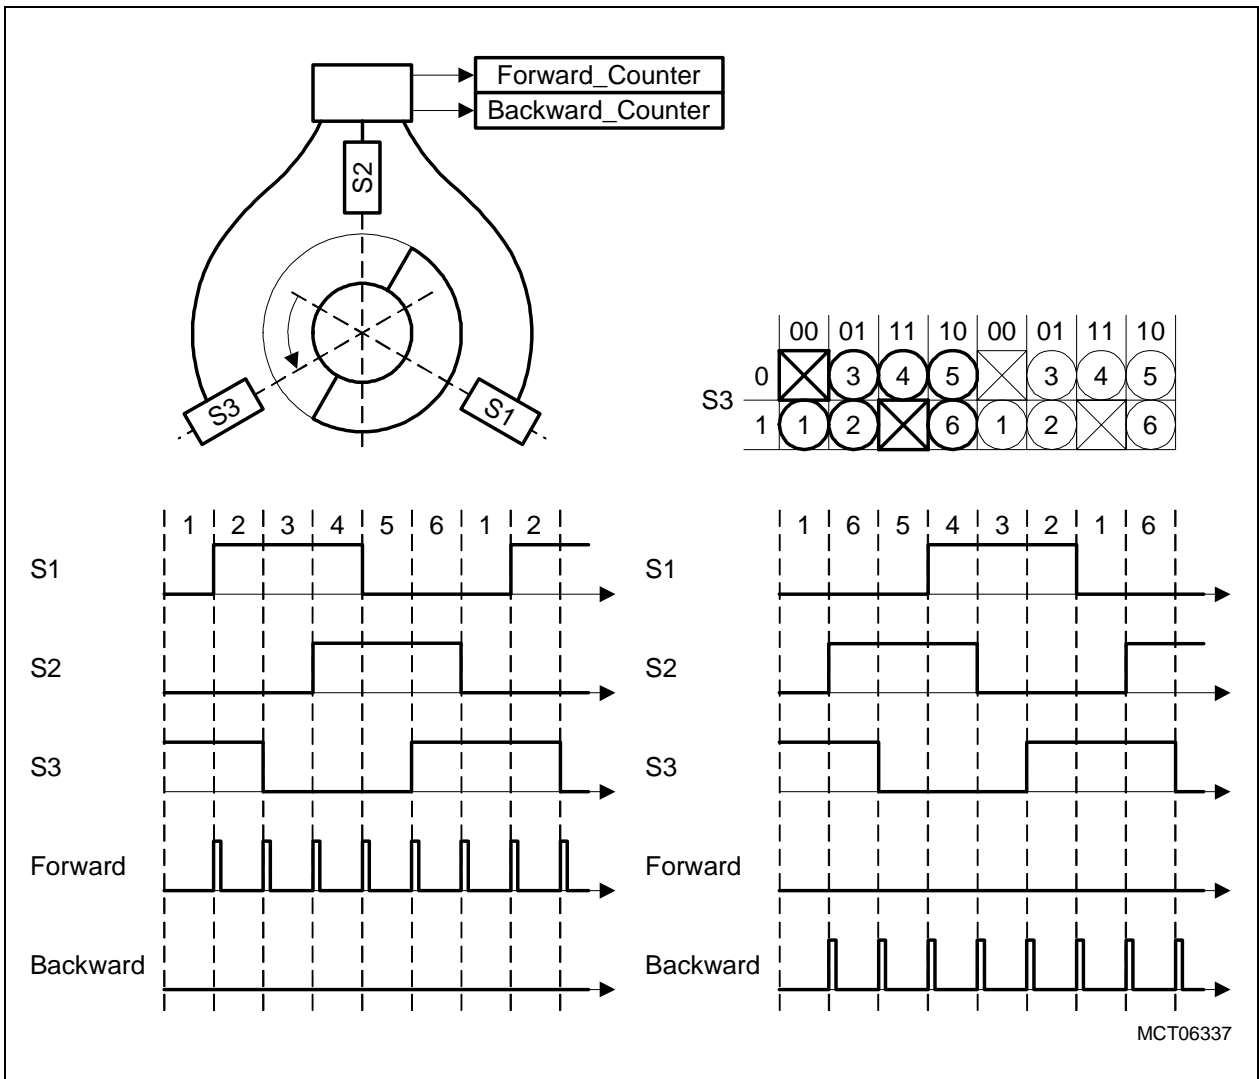 Forward_Counter
Backward_Counter
S2
S3
S1
00 01 11 10 00 01 11 10
0 3 4 5 3 4 5
S3
1 1 2 6 1 2 6
1 2 3 4 5 6 1 2
S1
S2
S3
Forward
Backward
1 6 5 4 3 2 1 6
S1
S2
S3
Forward
Backward
MCT06337